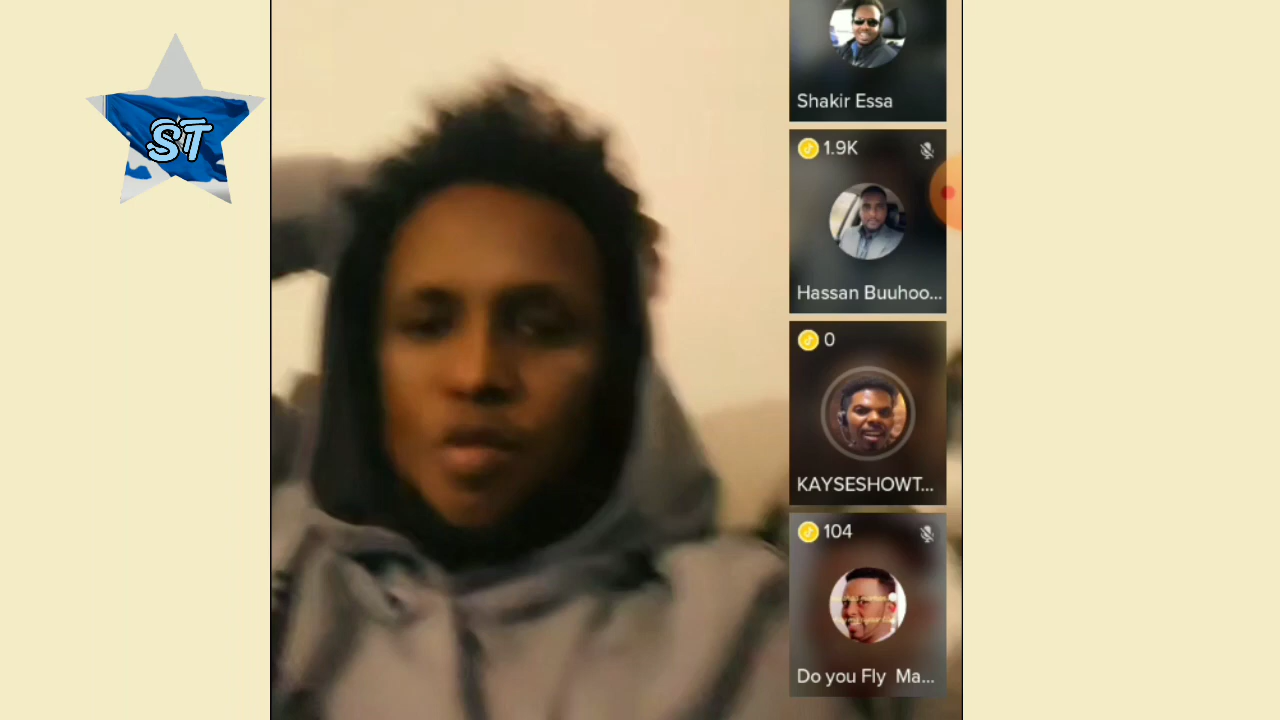 ST
Shakir Essa
1.9K
Hassan Buuhoo...
0
KAYSESHOWT...
104
Do you Fly Ma...